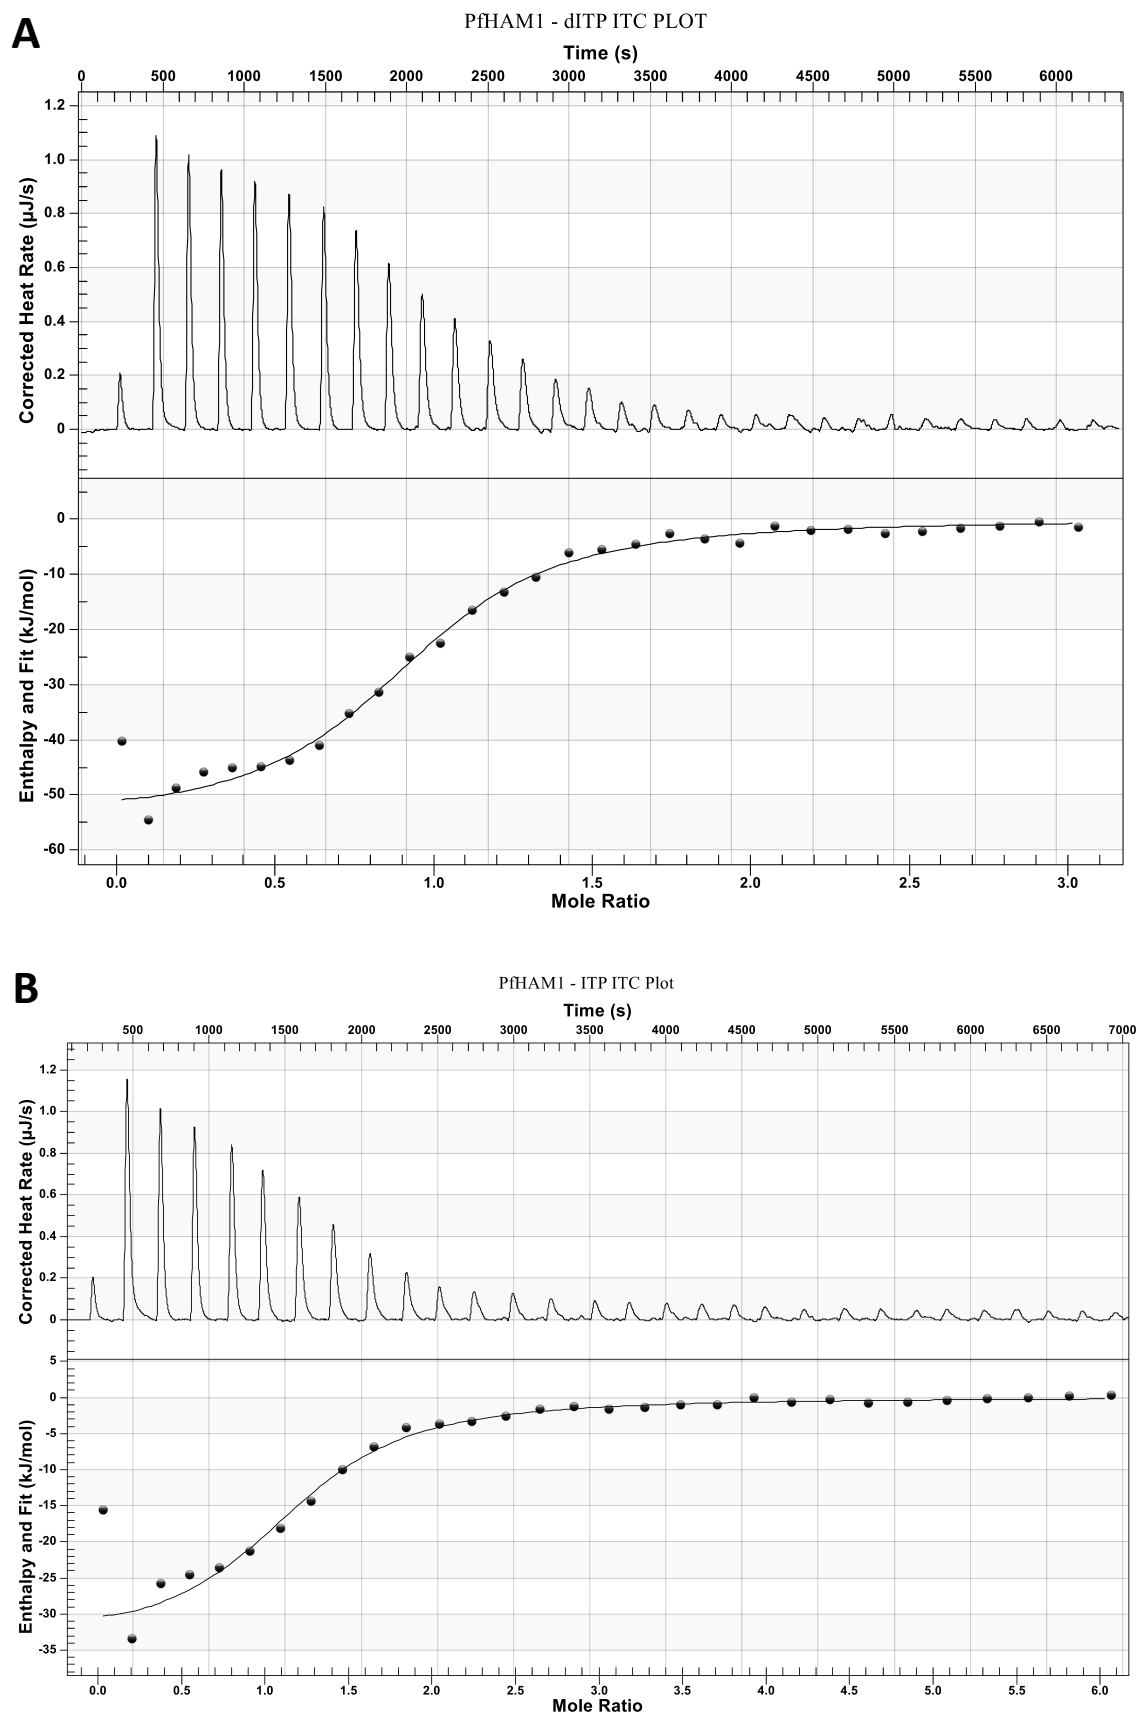 A
PfHAM1 - dITP ITC PLOT
Time (s)
0 500 1000 1500 2000 2500 3000 3500 4000 4500 5000 5500 6000
Corrected Heat Rate (µJ/s)
1.2
1.0
0.8
0.6
0.4
0.2
0
Enthalpy and Fit (kJ/mol)
0
-10
-20
-30
-40
-50
-60
0.0 0.5 1.0 1.5 2.0 2.5 3.0
Mole Ratio
B
PfHAM1 - ITP ITC Plot
Time (s)
500 1000 1500 2000 2500 3000 3500 4000 4500 5000 5500 6000 6500 7000
Corrected Heat Rate (µJ/s)
1.2
1.0
0.8
0.6
0.4
0.2
0
Enthalpy and Fit (kJ/mol)
5
0
-5
-10
-15
-20
-25
-30
-35
0.0 0.5 1.0 1.5 2.0 2.5 3.0 3.5 4.0 4.5 5.0 5.5 6.0
Mole Ratio